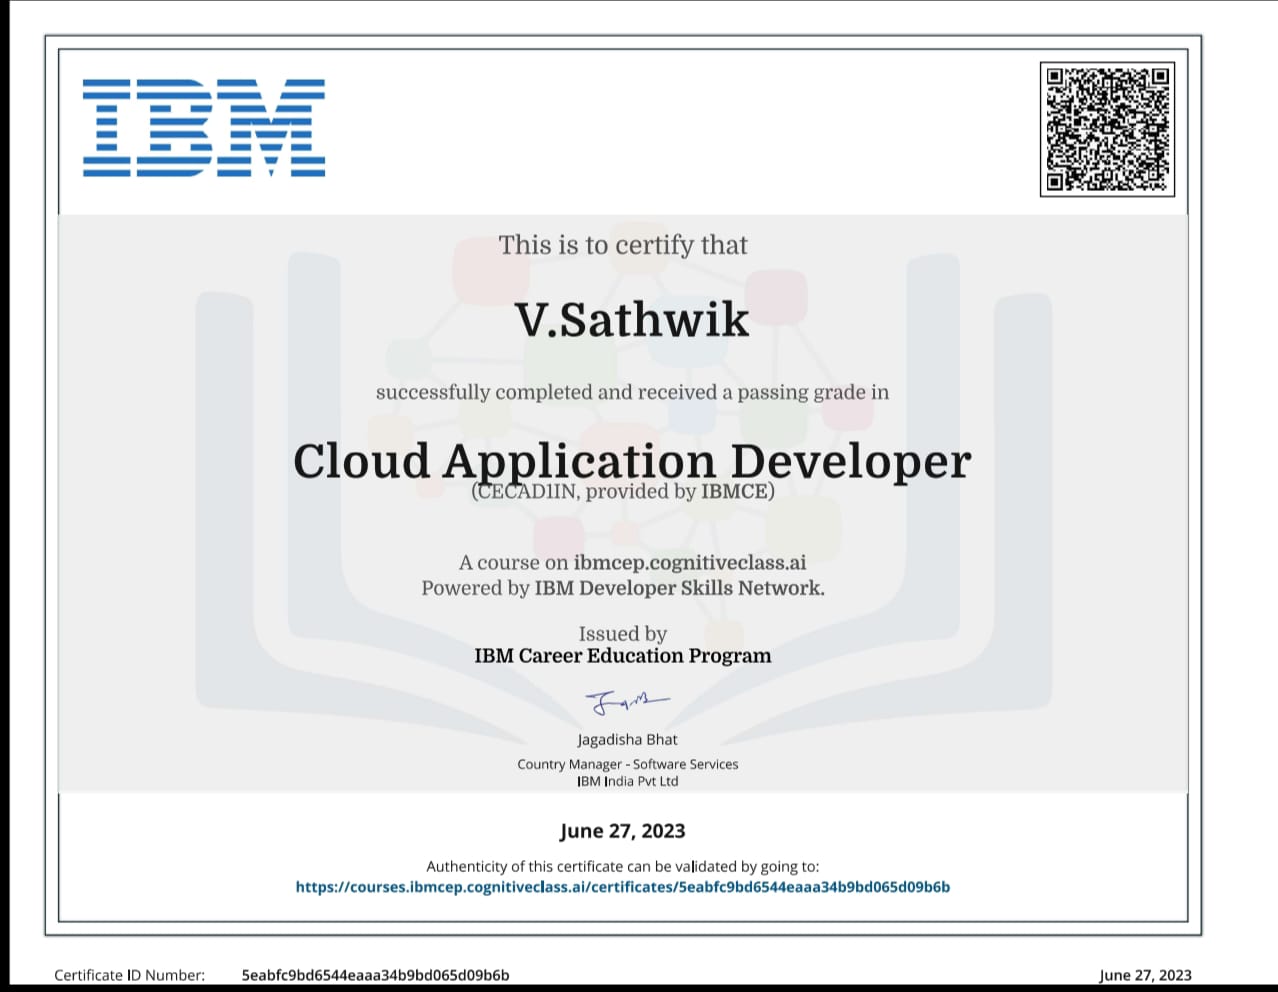 IBM
This is to certify that
V.Sathwik
successfully completed and received a passing grade in
Cloud Application Developer
(CECAD1IN, provided by IBMCE)
A course on ibmcep.cognitiveclass.ai
Powered by IBM Developer Skills Network.
Issued by
IBM Career Education Program
Jagadisha Bhat
Country Manager - Software Services
IBM India Pvt Ltd
June 27, 2023
Authenticity of this certificate can be validated by going to:
https://courses.ibmcep.cognitiveclass.ai/certificates/5eabfc9bd6544eaaa34b9bd065d09b6b
Certificate ID Number: 5eabfc9bd6544eaaa34b9bd065d09b6b June 27, 2023